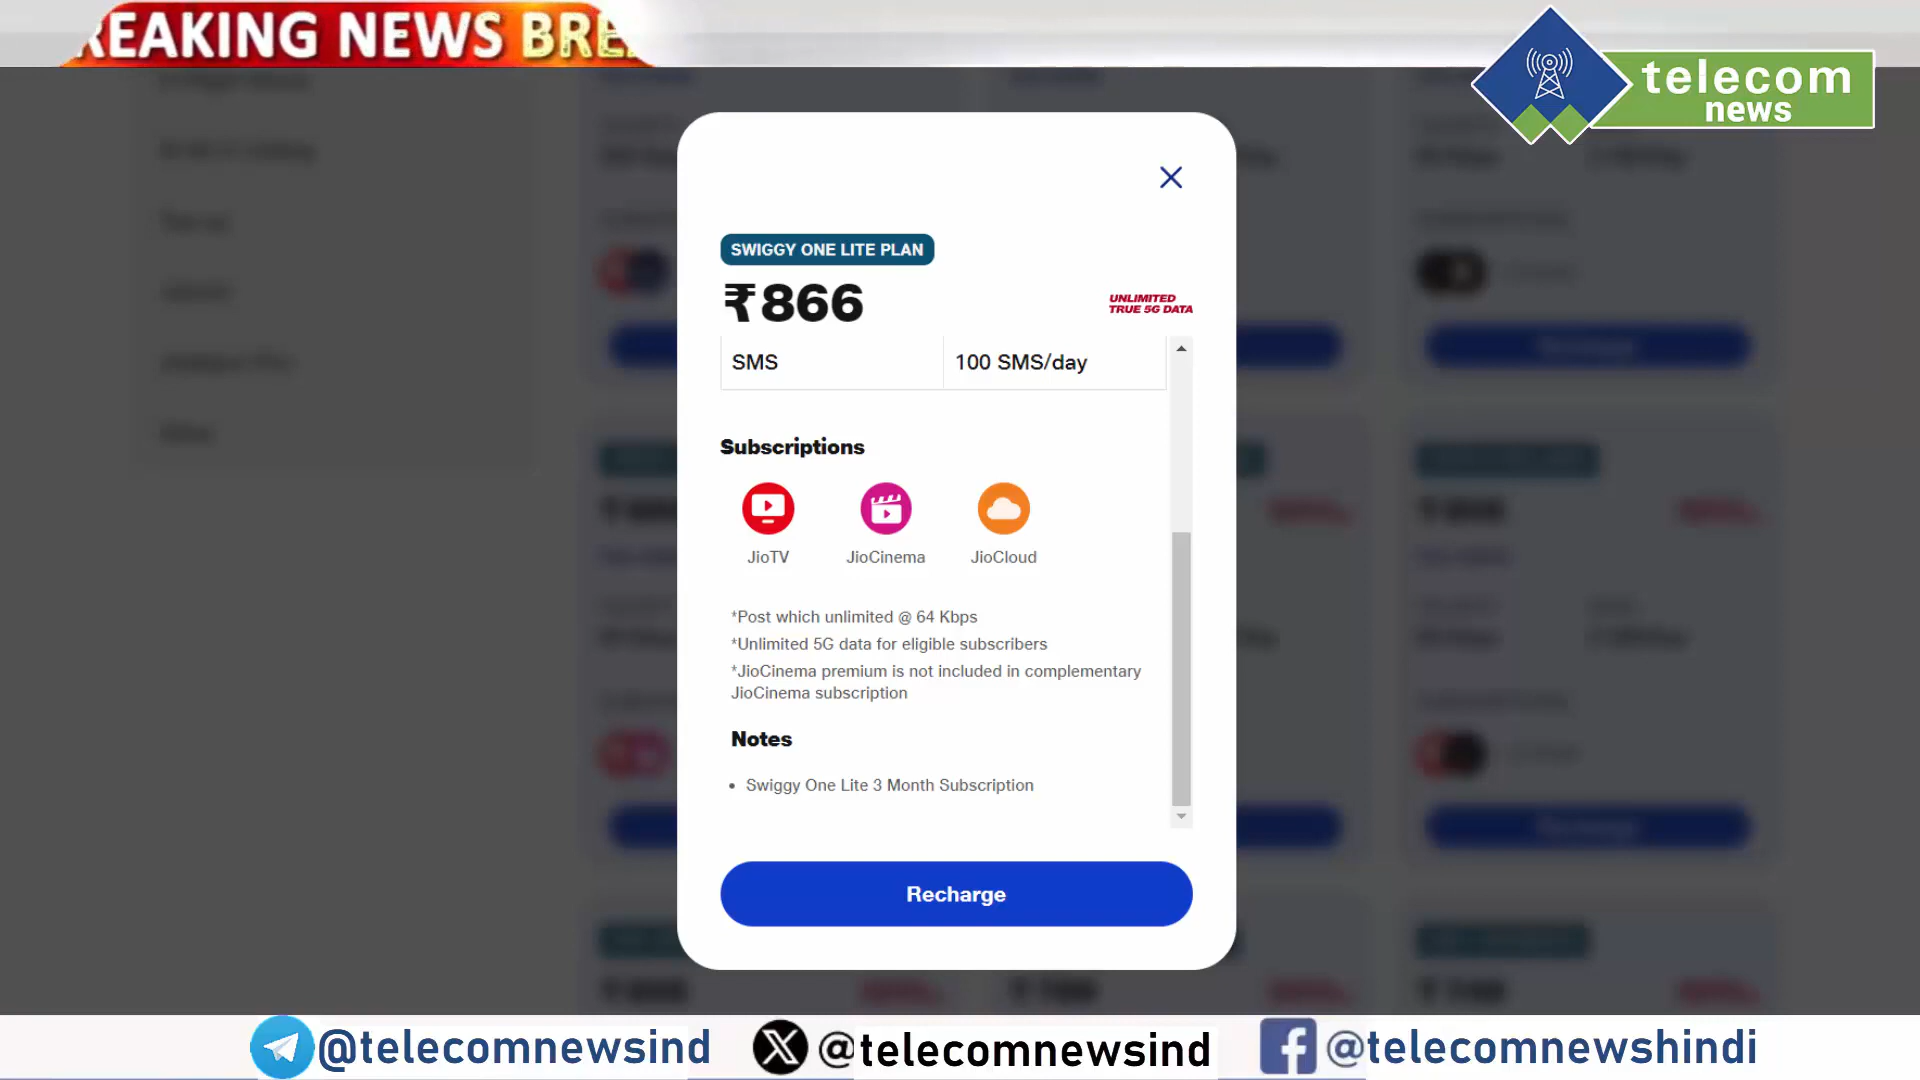 REAKING NEWS BRE
telecom
news
SWIGGY ONE LITE PLAN
₹866
UNLIMITED
TRUE 5G DATA
SMS
100 SMS/day
Subscriptions
JioTV
JioCinema
JioCloud
*Post which unlimited @ 64 Kbps
*Unlimited 5G data for eligible subscribers
*JioCinema premium is not included in complementary
JioCinema subscription
Notes
• Swiggy One Lite 3 Month Subscription
Recharge
@telecomnewsind
@telecomnewsind
@telecomnewshindi